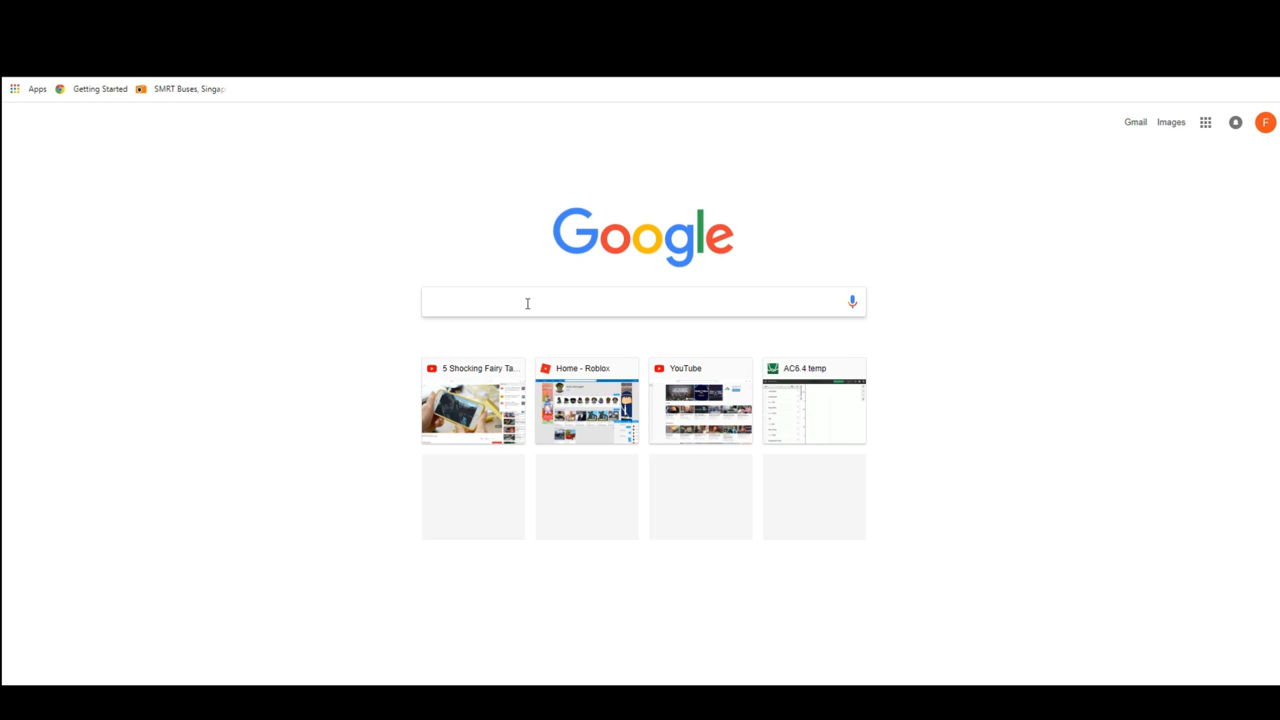 Apps Getting Started SMRT Buses, Singap
Gmail Images F
Google
5 Shocking Fairy Ta... Home - Roblox YouTube AC6.4 temp